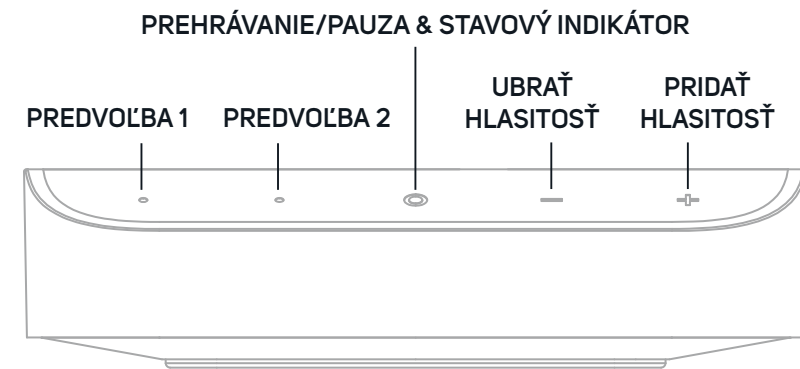 PREHRÁVANIE/PAUZA & STAVOVÝ INDIKÁTOR
PREDVOĽBA 1
PREDVOĽBA 2
UBRAŤ
HLASITOSŤ
PRIDAŤ
HLASITOSŤ